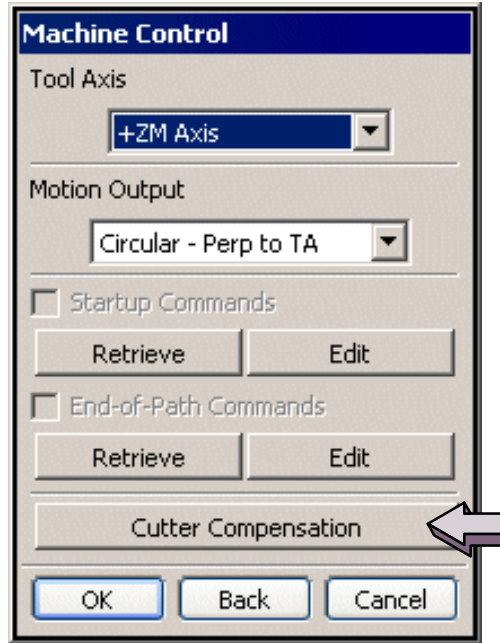 Machine Control
Tool Axis
+ZM Axis
Motion Output
Circular - Perp to TA
Startup Commands
Retrieve Edit
End-of-Path Commands
Retrieve Edit
Cutter Compensation
OK Back Cancel